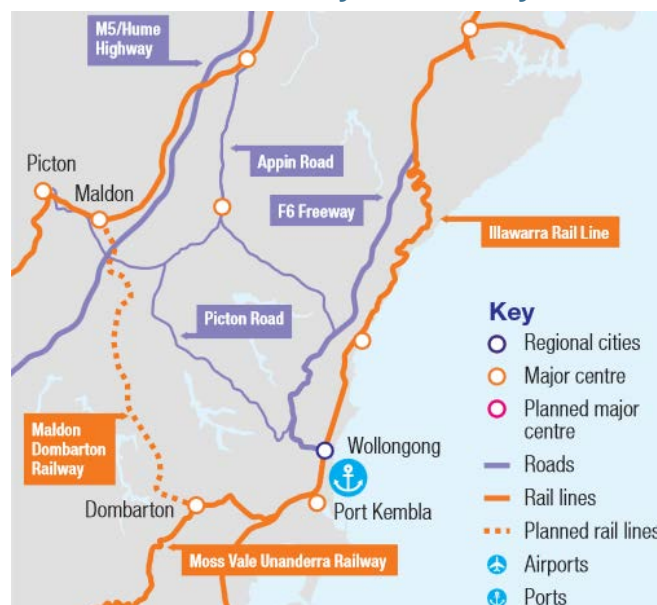 M5/Hume
Highway
Appin Road
Picton
Maldon
F6 Freeway
Illawarra Rail Line
Picton Road
Maldon
Dombarton
Railway
Wollongong
Dombarton
Port Kembla
Moss Vale Unanderra Railway
Key
Regional cities
Major centre
Planned major
centre
Roads
Rail lines
Planned rail lines
Airports
Ports